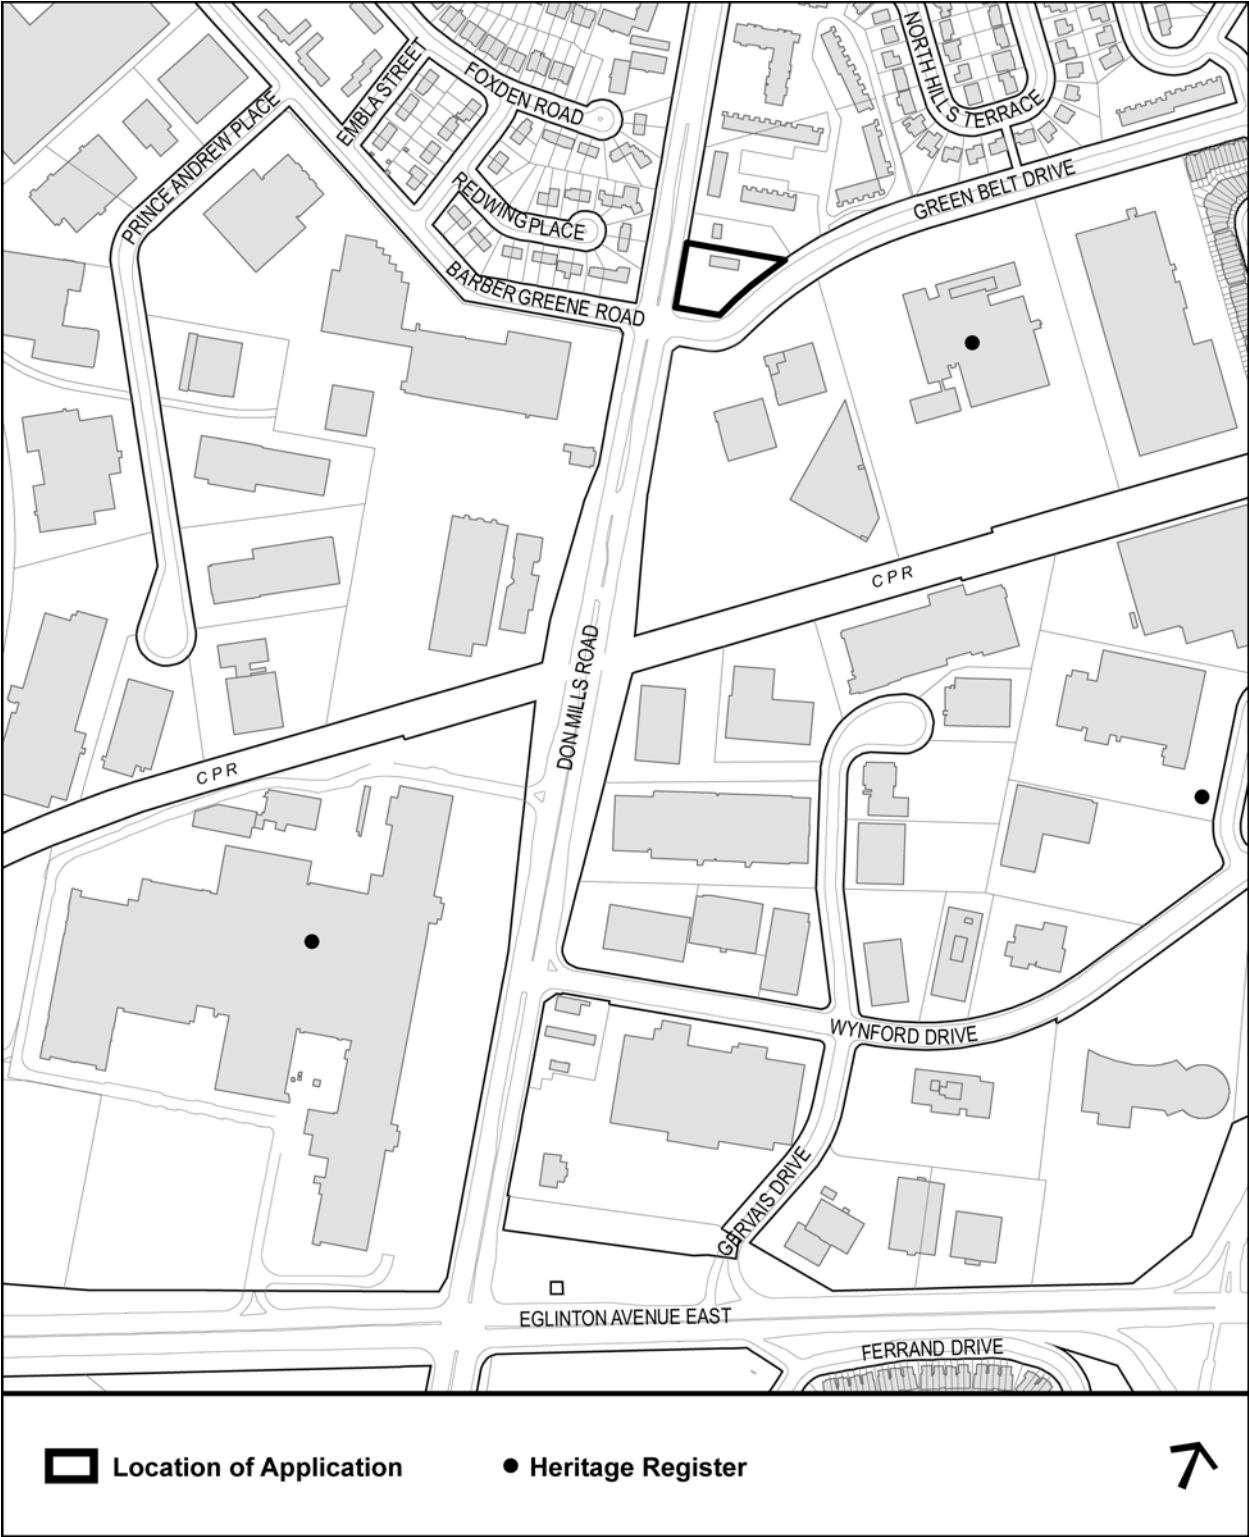 NORTH HILLS TERRACE
EMBLA STREET
FOXDEN ROAD
PRINCE ANDREW PLACE
REDWING PLACE
GREEN BELT DRIVE
BARBER GREENE ROAD
CPR
DON MILLS ROAD
CPR
WYNFORD DRIVE
GERVAIS DRIVE
EGLINTON AVENUE EAST
FERRAND DRIVE
Location of Application
Heritage Register